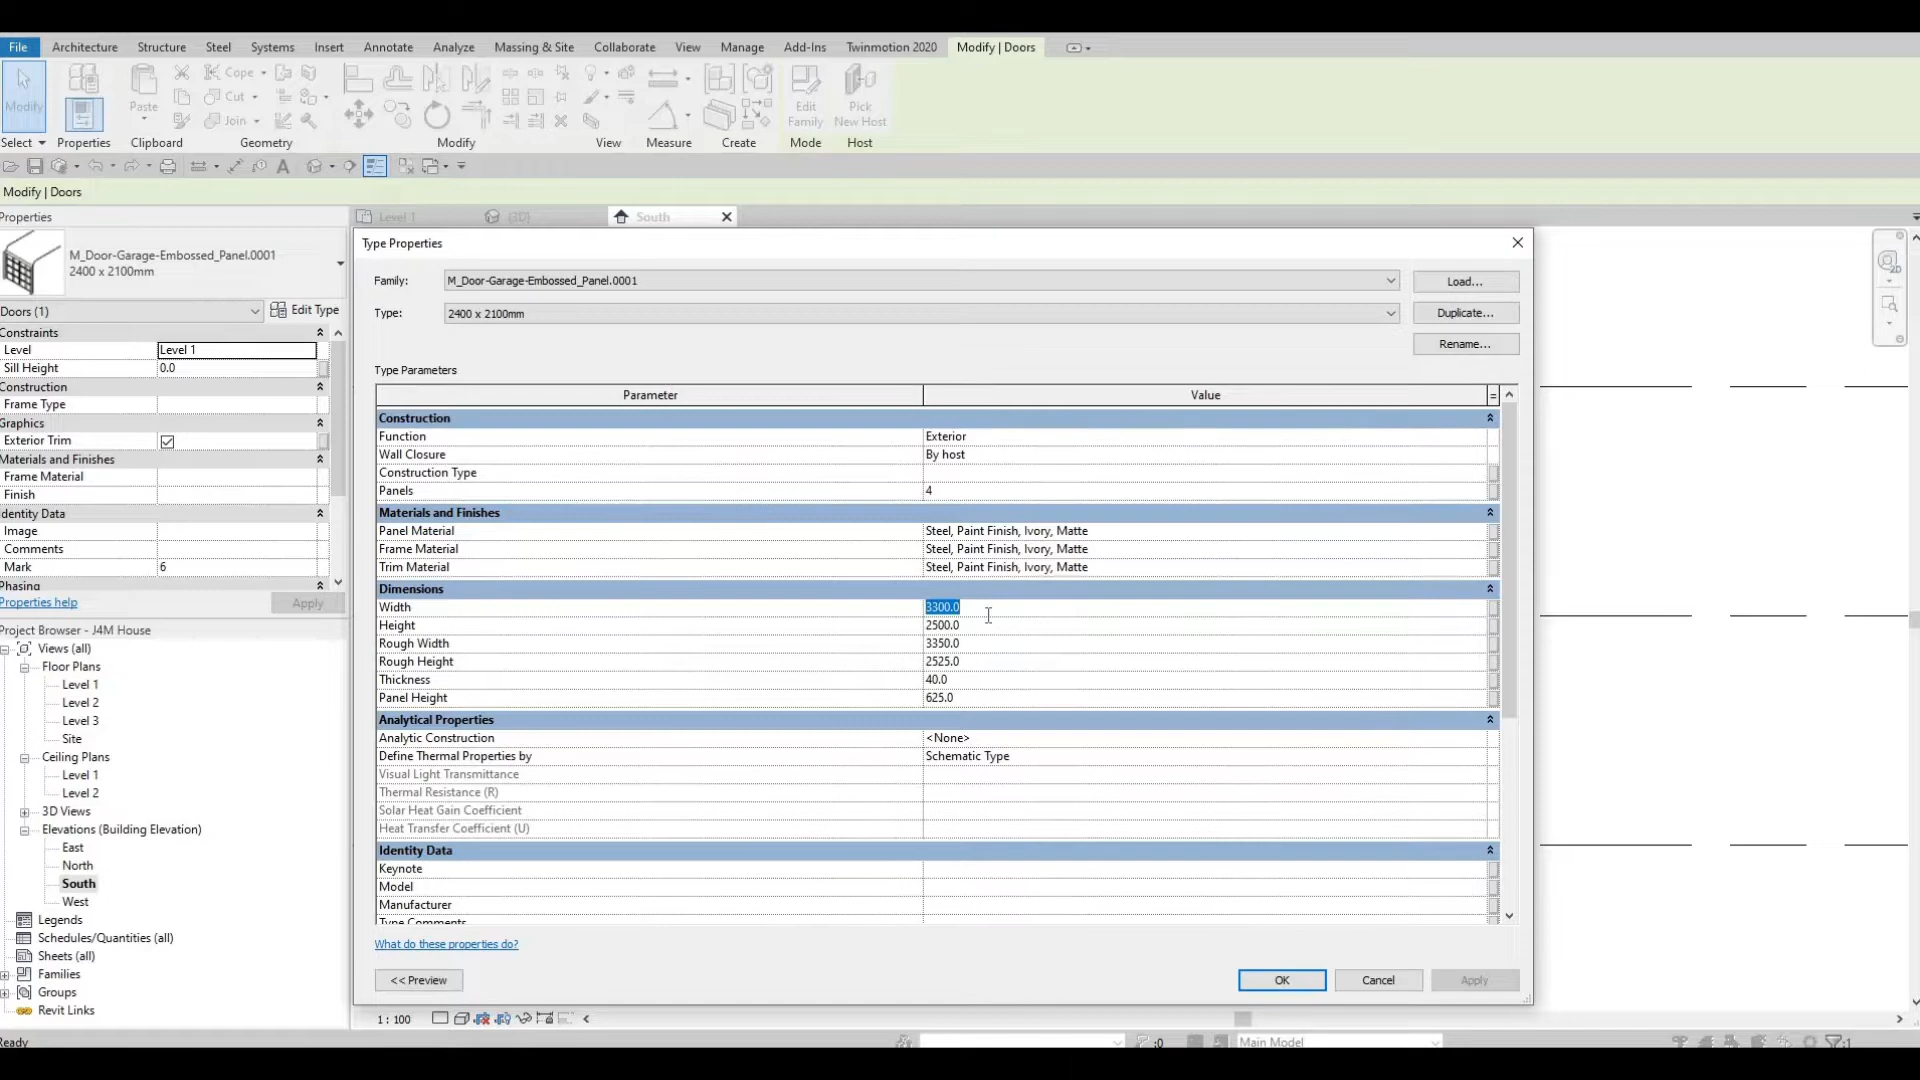 File Architecture Structure Steel Systems Insert Annotate Analyze Massing & Site Collaborate View Manage Add-Ins Twinmotion 2020 Modify | Doors
Modify Paste Cope Cut Join Edit Family Pick New Host
Select Properties Clipboard Geometry Modify View Measure Create Mode Host
Modify | Doors
Properties Level 1 {3D} South
M_Door-Garage-Embossed_Panel.0001
2400 x 2100mm
Doors (1) Edit Type
Constraints
Level Level 1
Sill Height 0.0
Construction
Frame Type
Graphics
Exterior Trim
Materials and Finishes
Frame Material
Finish
Identity Data
Image
Comments
Mark 6
Phasing
Properties help Apply
Project Browser - J4M House
Views (all)
Floor Plans
Level 1
Level 2
Level 3
Site
Ceiling Plans
Level 1
Level 2
3D Views
Elevations (Building Elevation)
East
North
South
West
Legends
Schedules/Quantities (all)
Sheets (all)
Families
Groups
Revit Links
Type Properties
Family: M_Door-Garage-Embossed_Panel.0001 Load...
Type: 2400 x 2100mm Duplicate...
Rename...
Type Parameters
Parameter Value =
Construction
Function Exterior
Wall Closure By host
Construction Type
Panels 4
Materials and Finishes
Panel Material Steel, Paint Finish, Ivory, Matte
Frame Material Steel, Paint Finish, Ivory, Matte
Trim Material Steel, Paint Finish, Ivory, Matte
Dimensions
Width 3300.0
Height 2500.0
Rough Width 3350.0
Rough Height 2525.0
Thickness 40.0
Panel Height 625.0
Analytical Properties
Analytic Construction <None>
Define Thermal Properties by Schematic Type
Visual Light Transmittance
Thermal Resistance (R)
Solar Heat Gain Coefficient
Heat Transfer Coefficient (U)
Identity Data
Keynote
Model
Manufacturer
Type Comments
What do these properties do?
<< Preview OK Cancel Apply
1 : 100
Ready :0 Main Model :1